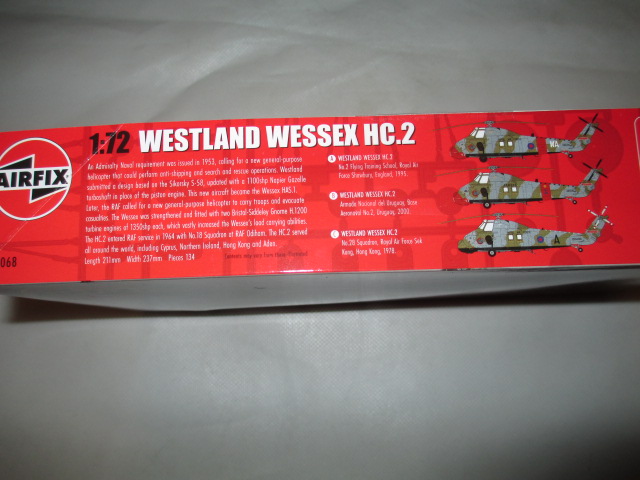 1:72 WESTLAND WESSEX HC.2
AIRFIX
An Admiralty Naval requirement was issued in 1953, calling for a new general-purpose
helicopter that could perform anti-shipping and search and rescue operations. Westland
submitted a design based on the Sikorsky S-58, updated with a 1100shp Napier Gazelle
turboshaft in place of the piston engine. This new aircraft became the Wessex HAS.1.
Later, the RAF called for a new general-purpose helicopter to carry troops and evacuate
casualties. The Wessex was strengthened and fitted with two Bristol-Siddeley Gnome H.1200
turbine engines of 1350shp each, which vastly increased the Wessex's load carrying abilities.
The HC.2 entered RAF service in 1964 with No.18 Squadron at RAF Odiham. The HC.2 served
all around the world, including Cyprus, Northern Ireland, Hong Kong and Aden.
Length 211mm Width 237mm Pieces 134
Contents may vary from those illustrated
068
A WESTLAND WESSEX HC.2
No.2 Flying Training School, Royal Air
Force Shawbury, England, 1995.
B WESTLAND WESSEX HC.2
Armada Nacional del Uruguay, Base
Aeronaval No.2, Uruguay, 2000.
C WESTLAND WESSEX HC.2
No.28 Squadron, Royal Air Force Sek
Kong, Hong Kong, 1978.
WA
A